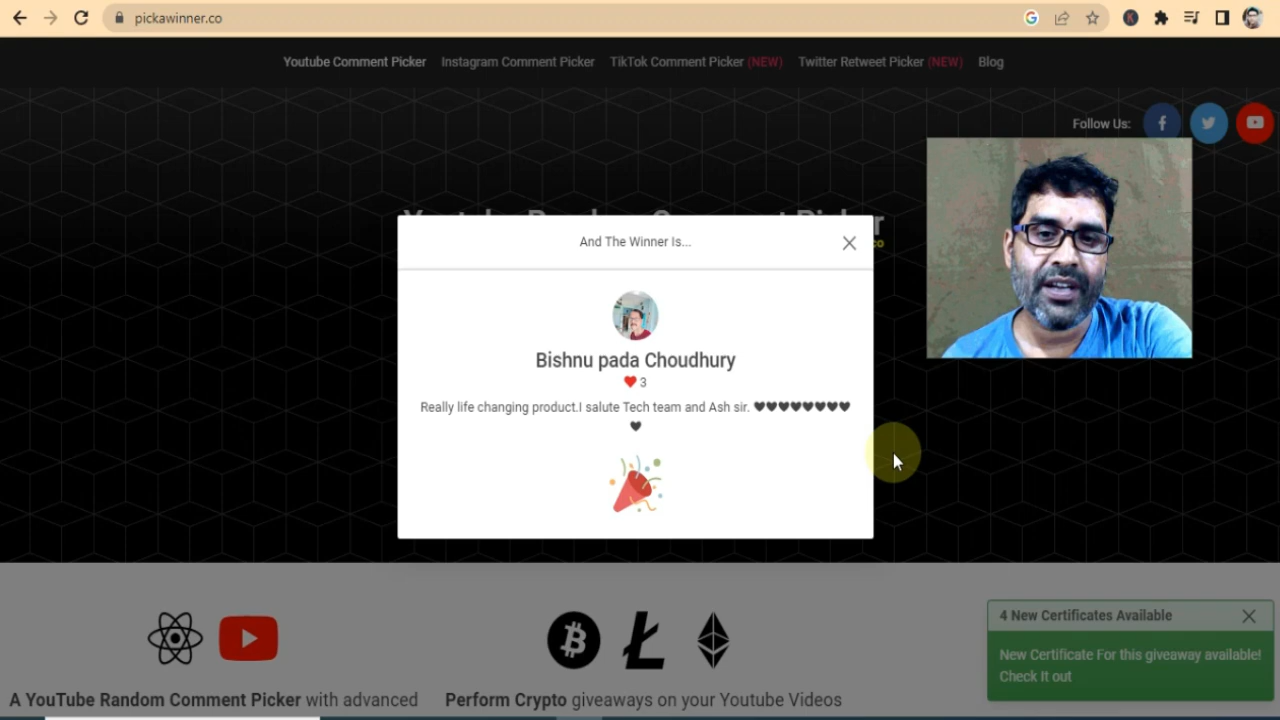 pickawinner.co
Youtube Comment Picker Instagram Comment Picker TikTok Comment Picker (NEW) Twitter Retweet Picker (NEW) Blog
Follow Us:
And The Winner Is...
Bishnu pada Choudhury
3
Really life changing product.I salute Tech team and Ash sir. 🖤🖤🖤🖤🖤🖤🖤🖤
🖤
4 New Certificates Available
New Certificate For this giveaway available!
Check It out
A YouTube Random Comment Picker with advanced
Perform Crypto giveaways on your Youtube Videos